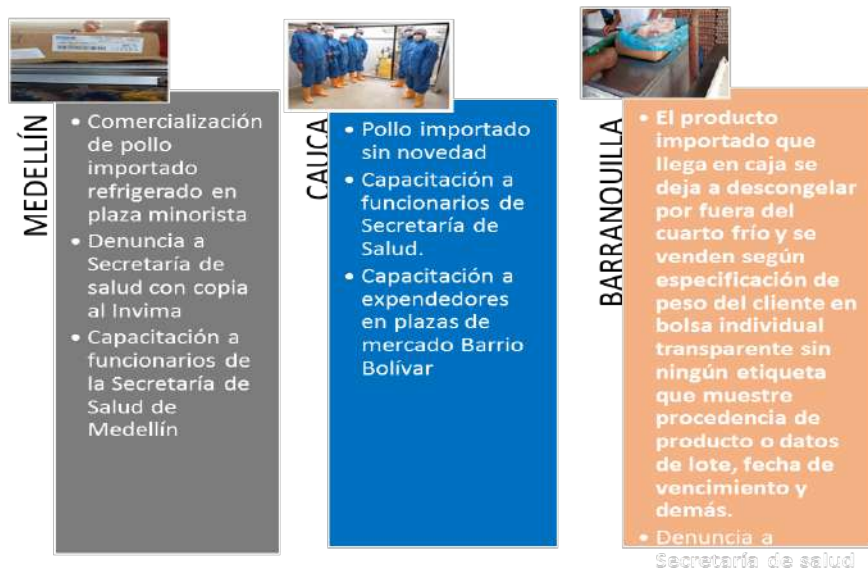 MEDELLÍN
• Comercialización
de pollo
importado
refrigerado en
plaza minorista
• Denuncia a
Secretaría de
salud con copia
al Invima
• Capacitación a
funcionarios de
la Secretaría de
Salud de
Medellín
CAUCA
• Pollo importado
sin novedad
• Capacitación a
funcionarios de
Secretaría de
Salud.
• Capacitación a
expendedores
en plazas de
mercado Barrio
Bolívar
BARRANQUILLA
• El producto
importado que
llega en caja se
deja a descongelar
por fuera del
cuarto frío y se
venden según
especificación de
peso del cliente en
bolsa individual
transparente sin
ningún etiqueta
que muestre
procedencia de
producto o datos
de lote, fecha de
vencimiento y
demás.
• Denuncia a
Secretaría de salud